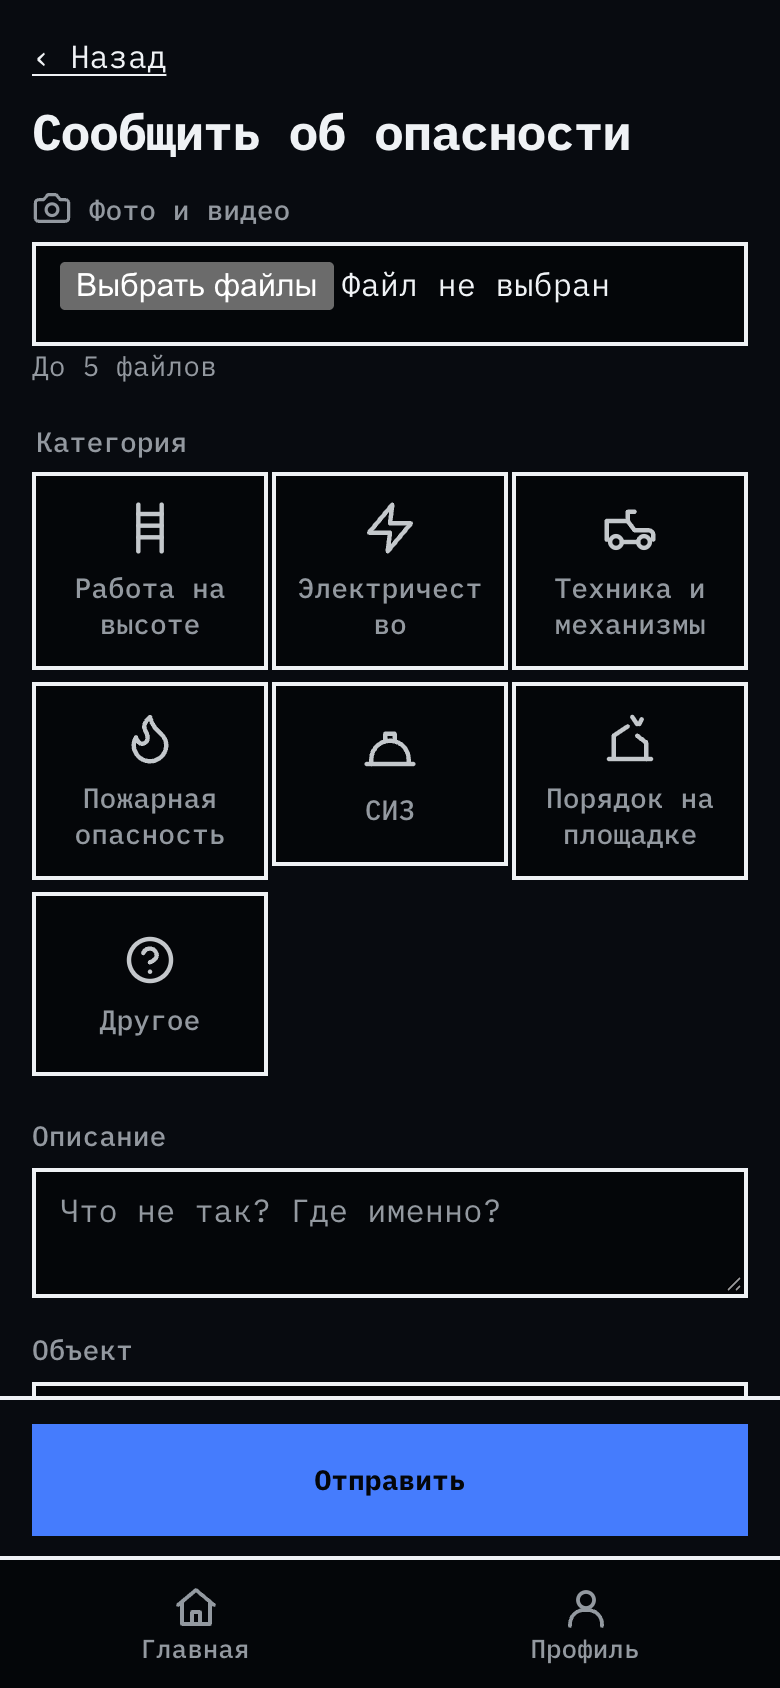 ‹ Назад
Сообщить об опасности
Фото и видео
Выбрать файлы Файл не выбран
До 5 файлов
Категория
Работа на
высоте
Электричест
во
Техника и
механизмы
Пожарная
опасность
СИЗ
Порядок на
площадке
Другое
Описание
Что не так? Где именно?
Объект
Отправить
Главная
Профиль